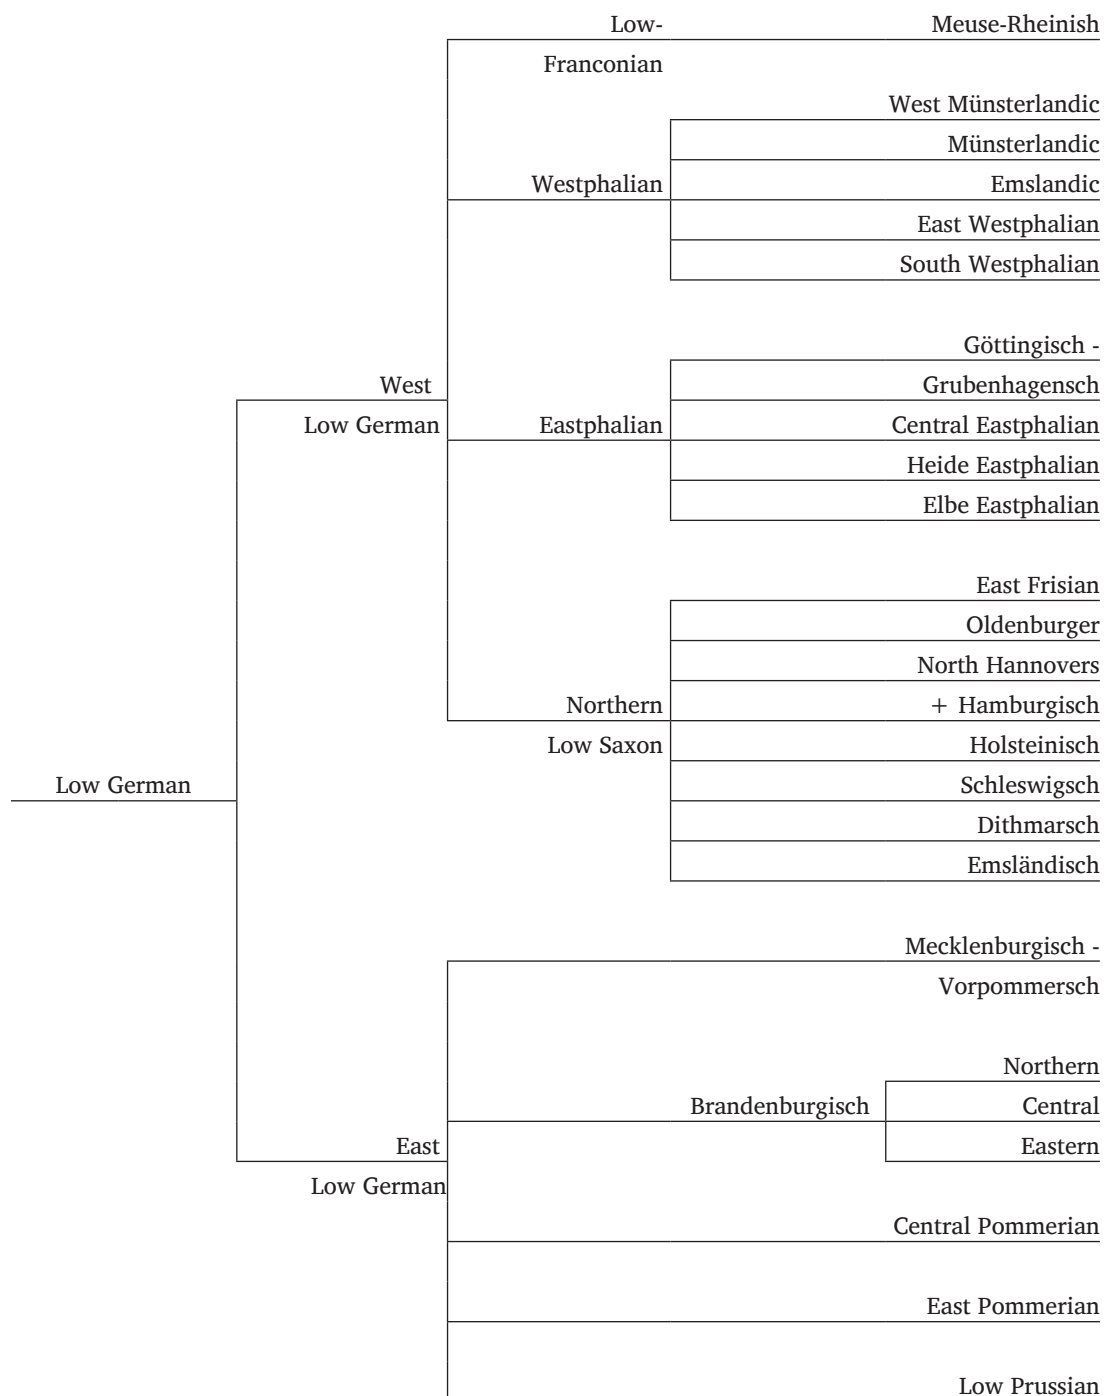 Low- Meuse-Rheinish
Franconian
West Münsterlandic
Münsterlandic
Westphalian Emslandic
East Westphalian
South Westphalian
Göttingisch -
West Grubenhagensch
Low German Eastphalian Central Eastphalian
Heide Eastphalian
Elbe Eastphalian
East Frisian
Oldenburger
North Hannovers
Northern + Hamburgisch
Low Saxon Holsteinisch
Low German Schleswigsch
Dithmarsch
Emsländisch
Mecklenburgisch -
Vorpommersch
Northern
Brandenburgisch Central
East Eastern
Low German
Central Pommerian
East Pommerian
Low Prussian